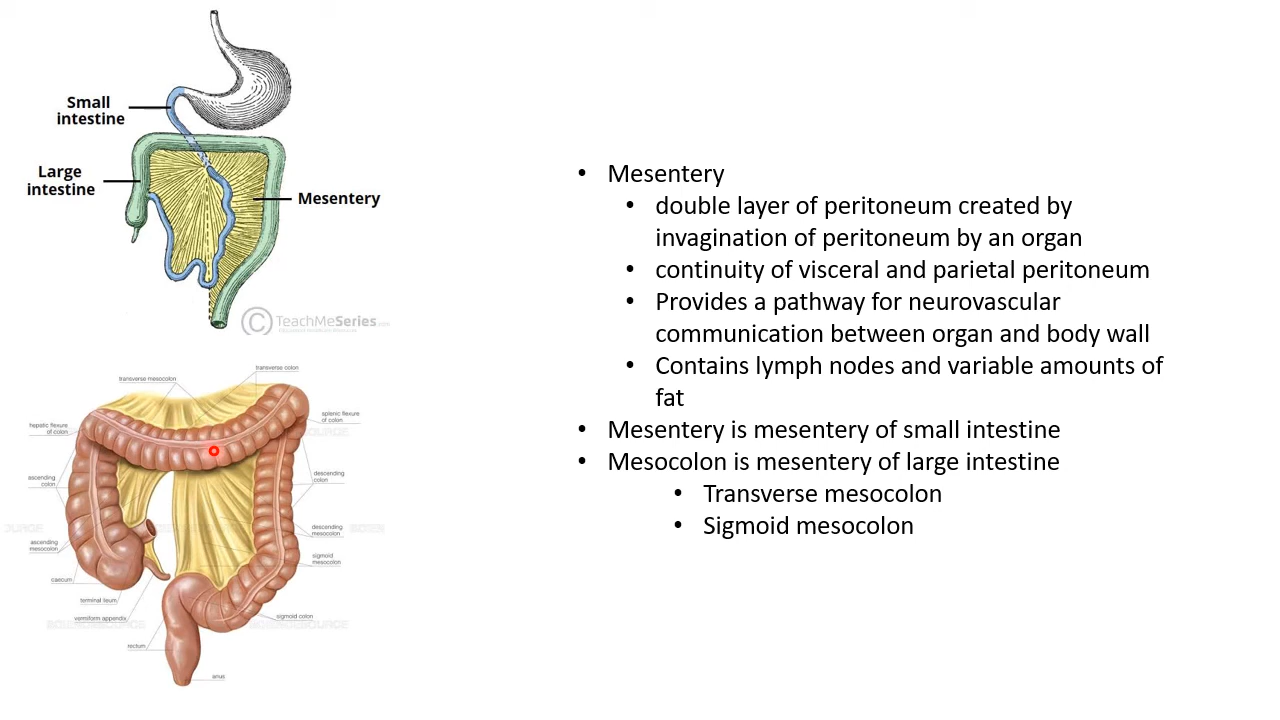 Small
intestine
Large
intestine
Mesentery
© TeachMeSeries
transverse colon
transverse mesocolon
splenic flexure
of colon
hepatic flexure
of colon
descending
colon
ascending
colon
descending
mesocolon
ascending
mesocolon
sigmoid
mesocolon
caecum
terminal ileum
vermiform appendix
sigmoid colon
rectum
anus
• Mesentery
• double layer of peritoneum created by
invagination of peritoneum by an organ
• continuity of visceral and parietal peritoneum
• Provides a pathway for neurovascular
communication between organ and body wall
• Contains lymph nodes and variable amounts of
fat
• Mesentery is mesentery of small intestine
• Mesocolon is mesentery of large intestine
• Transverse mesocolon
• Sigmoid mesocolon